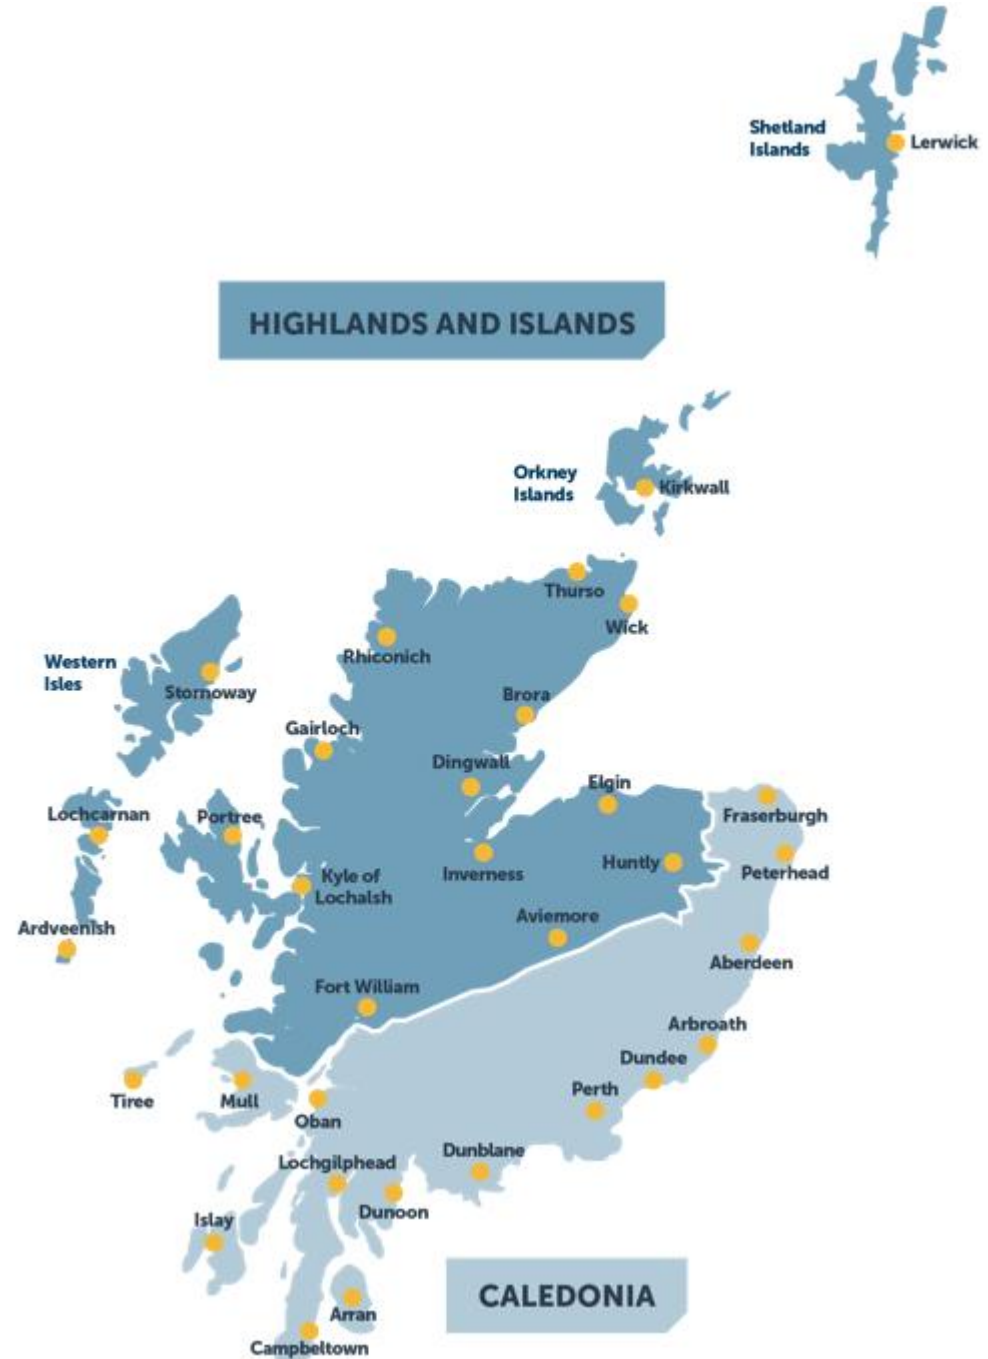 Shetland
Islands
Lerwick
HIGHLANDS AND ISLANDS
Orkney
Islands
Kirkwall
Thurso
Wick
Rhiconich
Western
Isles
Stornoway
Brora
Gairloch
Dingwall
Elgin
Lochcarnan
Portree
Fraserburgh
Inverness
Huntly
Peterhead
Kyle of
Lochalsh
Aviemore
Ardveenish
Aberdeen
Fort William
Arbroath
Dundee
Perth
Tiree
Mull
Oban
Dunblane
Lochgilphead
Dunoon
Islay
CALEDONIA
Arran
Campbeltown